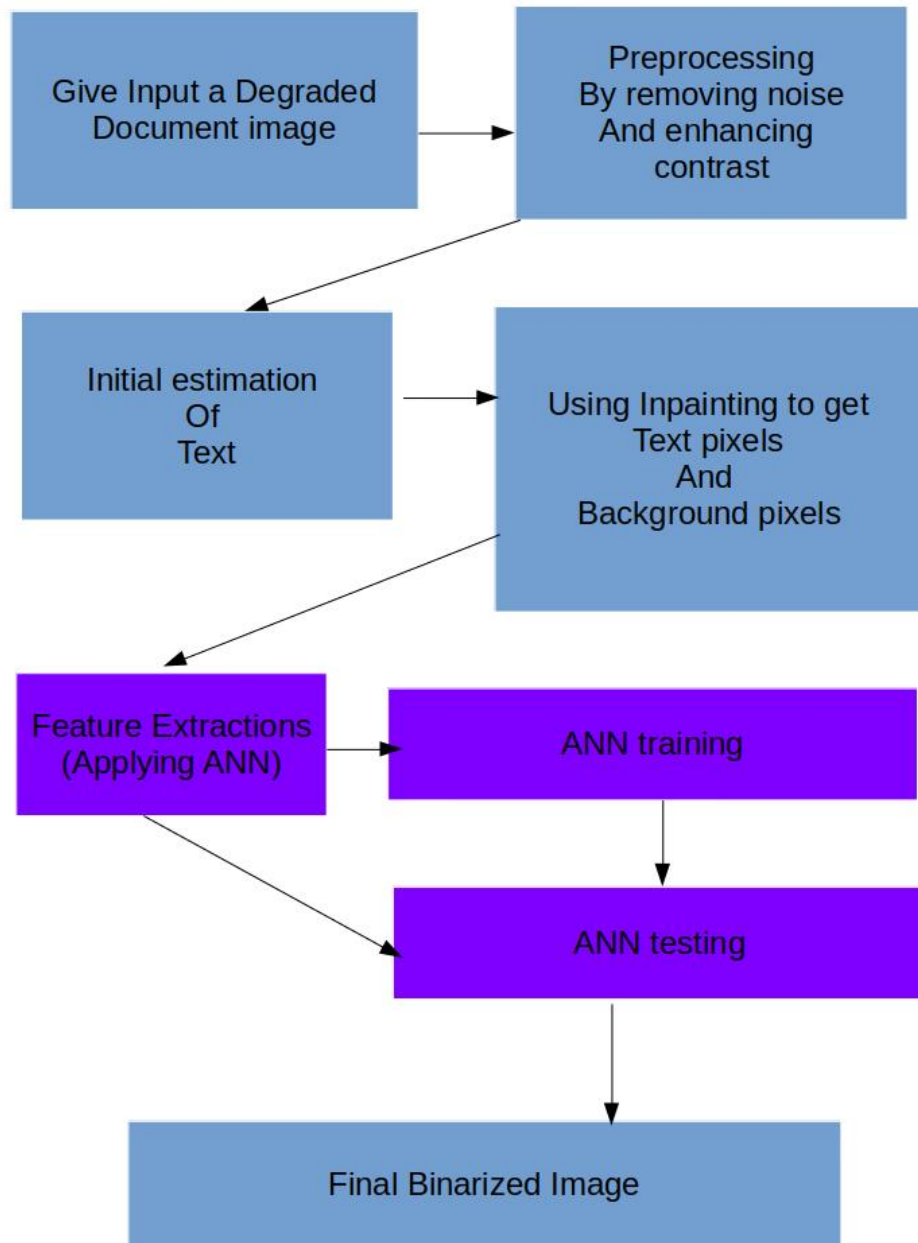 Give Input a Degraded
Document image
Preprocessing
By removing noise
And enhancing
contrast
Initial estimation
Of
Text
Using Inpainting to get
Text pixels
And
Background pixels
Feature Extractions
(Applying ANN)
ANN training
ANN testing
Final Binarized Image